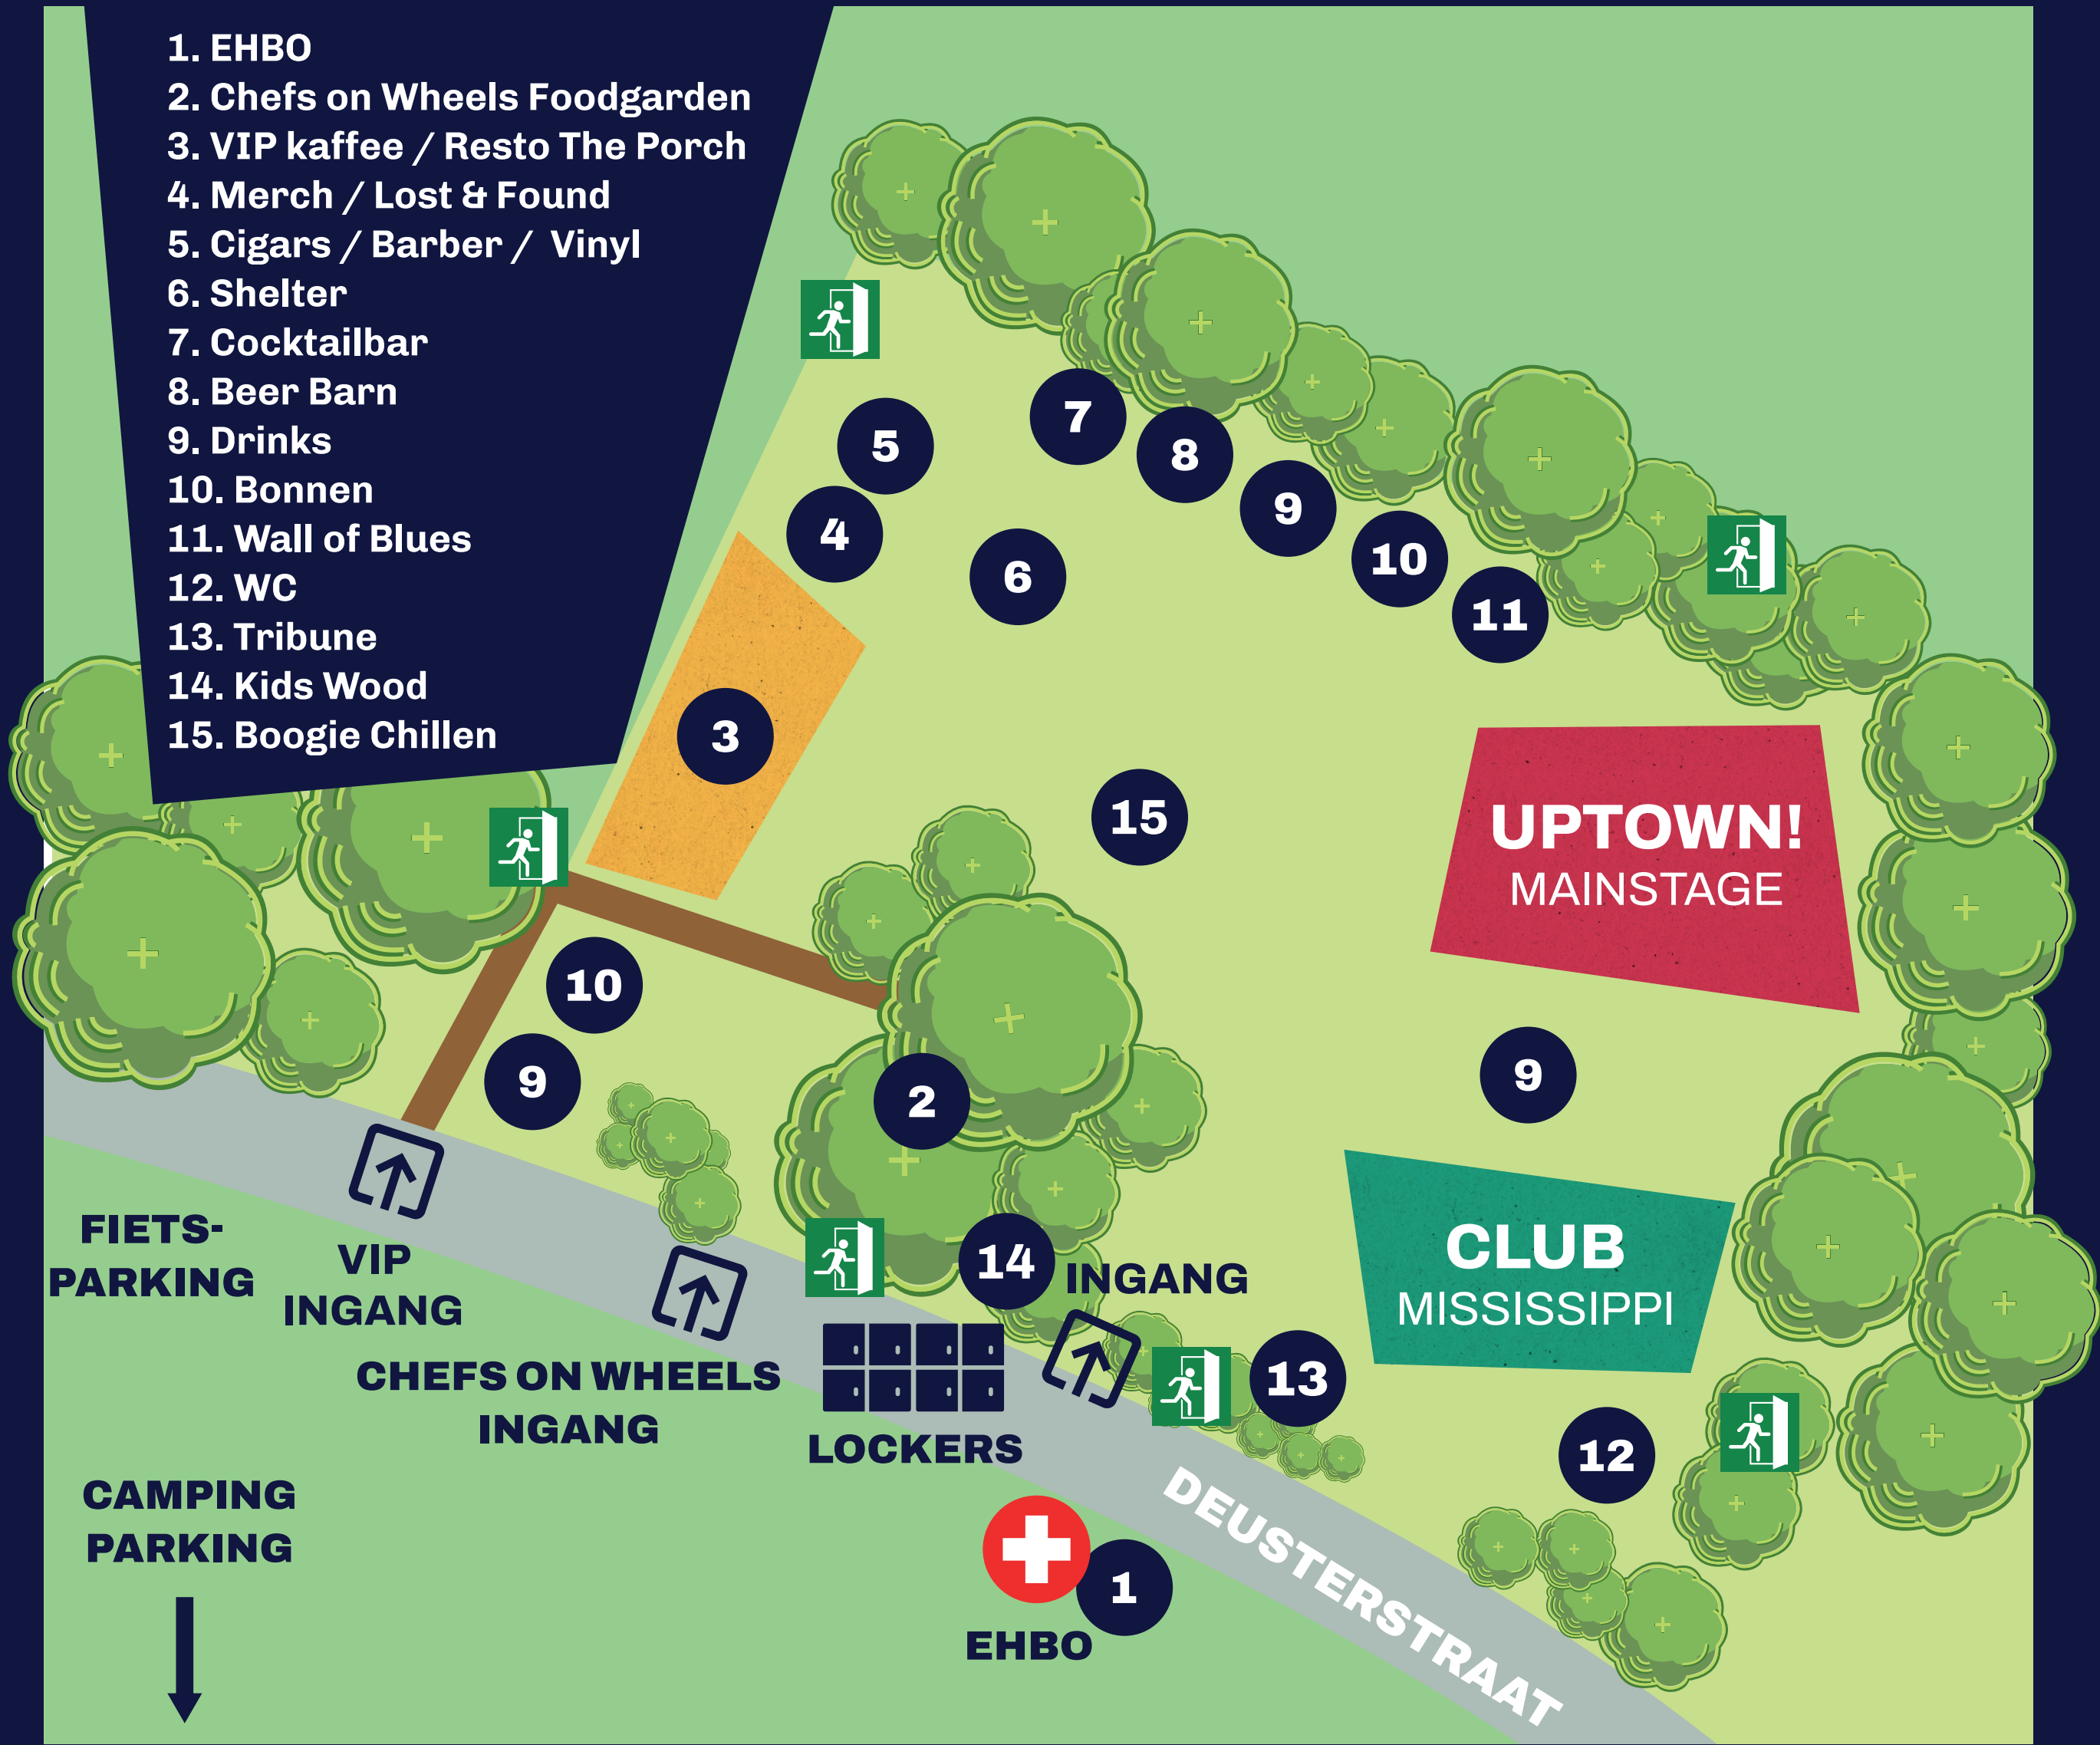 1. EHBO
2. Chefs on Wheels Foodgarden
3. VIP kaffee / Resto The Porch
4. Merch / Lost & Found
5. Cigars / Barber / Vinyl
6. Shelter
7. Cocktailbar
8. Beer Barn
9. Drinks
10. Bonnen
11. Wall of Blues
12. WC
13. Tribune
14. Kids Wood
15. Boogie Chillen
7
5
8
9
4
10
6
11
3
15
UPTOWN!
MAINSTAGE
10
9
9
2
FIETS-
PARKING
VIP
INGANG
14
INGANG
CLUB
MISSISSIPPI
CHEFS ON WHEELS
INGANG
13
LOCKERS
12
CAMPING
PARKING
1
EHBO
DEUSTERSTRAAT